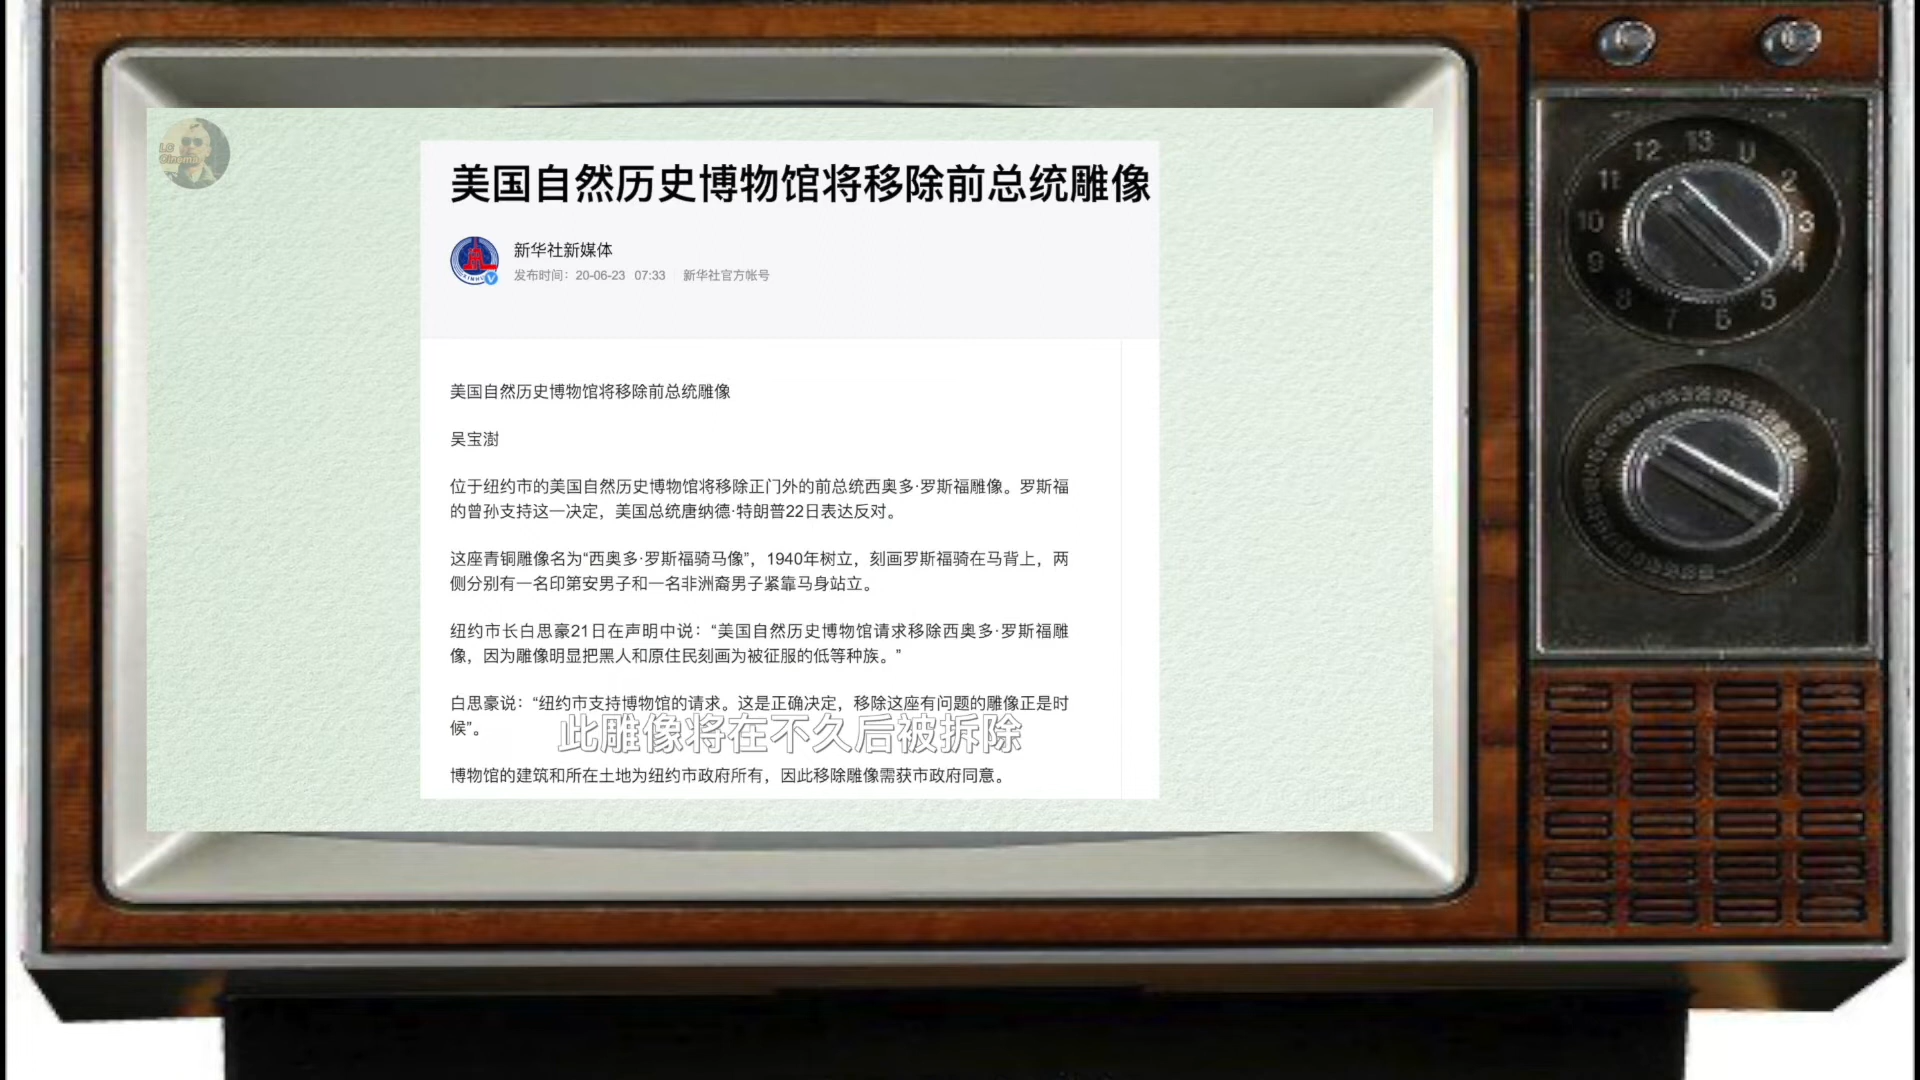 LC
Cinema
美国自然历史博物馆将移除前总统雕像
新华社新媒体
发布时间：20-06-23 07:33 新华社官方帐号
美国自然历史博物馆将移除前总统雕像
吴宝澍
位于纽约市的美国自然历史博物馆将移除正门外的前总统西奥多·罗斯福雕像。罗斯福
的曾孙支持这一决定，美国总统唐纳德·特朗普22日表达反对。
这座青铜雕像名为“西奥多·罗斯福骑马像”，1940年树立，刻画罗斯福骑在马背上，两
侧分别有一名印第安男子和一名非洲裔男子紧靠马身站立。
纽约市长白思豪21日在声明中说：“美国自然历史博物馆请求移除西奥多·罗斯福雕
像，因为雕像明显把黑人和原住民刻画为被征服的低等种族。”
白思豪说：“纽约市支持博物馆的请求。这是正确决定，移除这座有问题的雕像正是时
候”。
此雕像将在不久后被拆除
博物馆的建筑和所在土地为纽约市政府所有，因此移除雕像需获市政府同意。
12 13 U 2 3 4 5 6 7 8 9 10 11